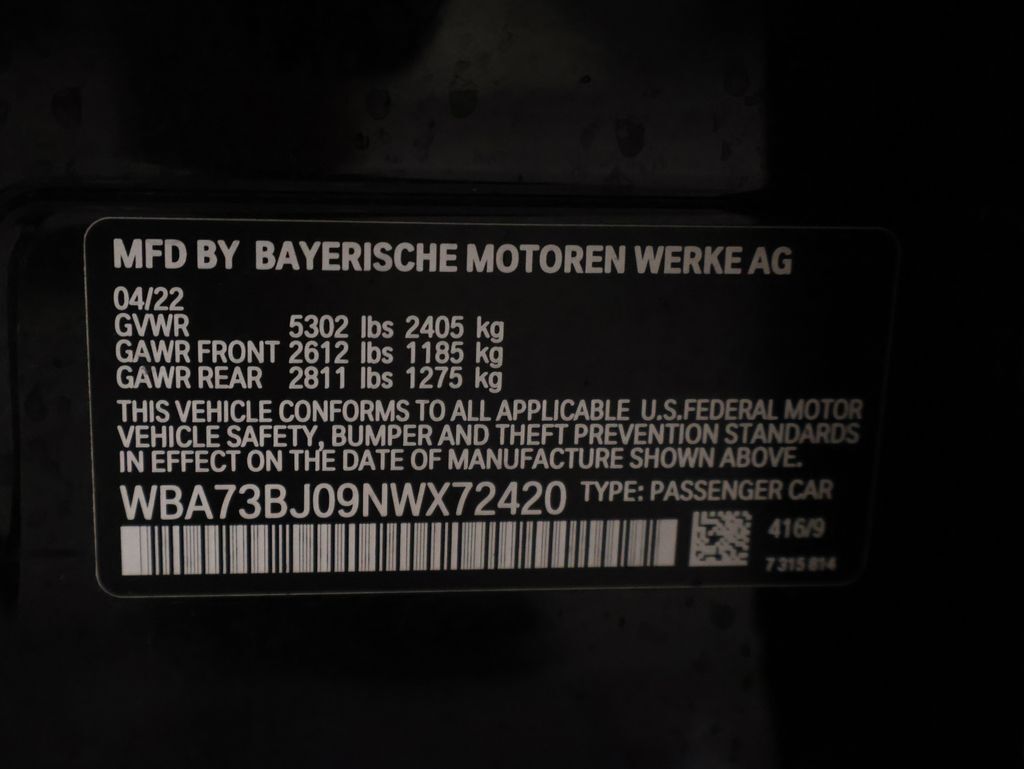 MFD BY BAYERISCHE MOTOREN WERKE AG
04/22
GVWR 5302 lbs 2405 kg
GAWR FRONT 2612 lbs 1185 kg
GAWR REAR 2811 lbs 1275 kg
THIS VEHICLE CONFORMS TO ALL APPLICABLE U.S.FEDERAL MOTOR
VEHICLE SAFETY, BUMPER AND THEFT PREVENTION STANDARDS
IN EFFECT ON THE DATE OF MANUFACTURE SHOWN ABOVE.
WBA73BJ09NWX72420 TYPE: PASSENGER CAR
416/9
7 315 814